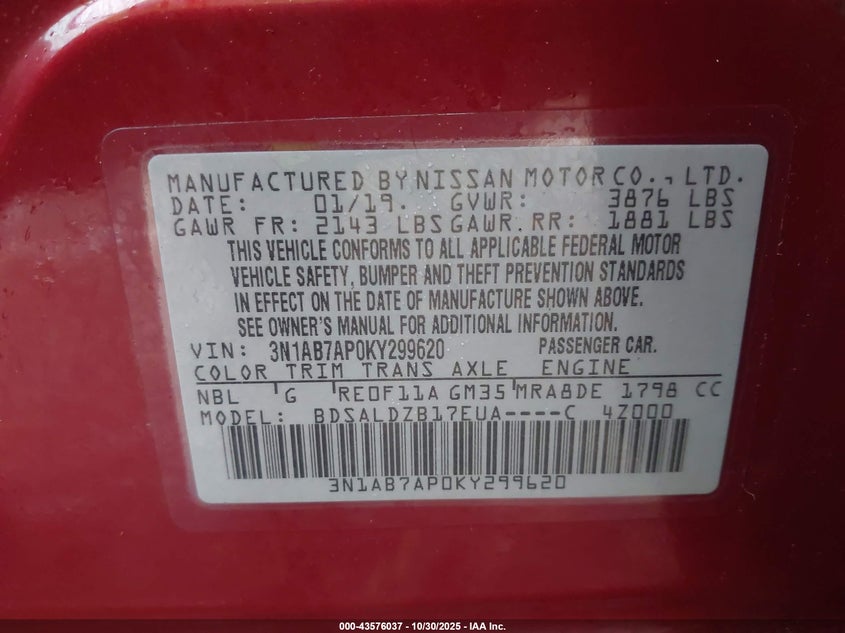 MANUFACTURED BY NISSAN MOTOR CO., LTD.
DATE: 01/19. GVWR: 3876 LBS
GAWR FR: 2143 LBS GAWR.RR: 1881 LBS
THIS VEHICLE CONFORMS TO ALL APPLICABLE FEDERAL MOTOR
VEHICLE SAFETY, BUMPER AND THEFT PREVENTION STANDARDS
IN EFFECT ON THE DATE OF MANUFACTURE SHOWN ABOVE.
SEE OWNER'S MANUAL FOR ADDITIONAL INFORMATION.
VIN: 3N1AB7AP0KY299620 PASSENGER CAR.
COLOR TRIM TRANS AXLE ENGINE
NBL G RE0F11A GM35 MRA8DE 1798 CC
MODEL: BDSALDZB17EUA----C 4Z000
3N1AB7AP0KY299620
000-43576037 - 10/30/2025 - IAA Inc.